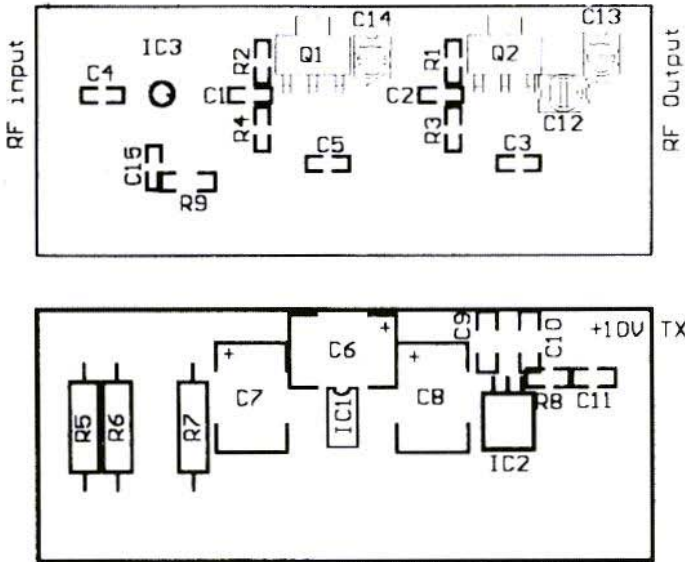 C14
C13
IC3
R2
Q1
R1
Q2
C4
C1
C2
C12
RF input
RF Output
R4
R3
C5
C3
C15
R9
C9
C10
+10V TX
+
C6
+
+
C7
C8
R8
C11
R5
R6
R7
IC1
IC2